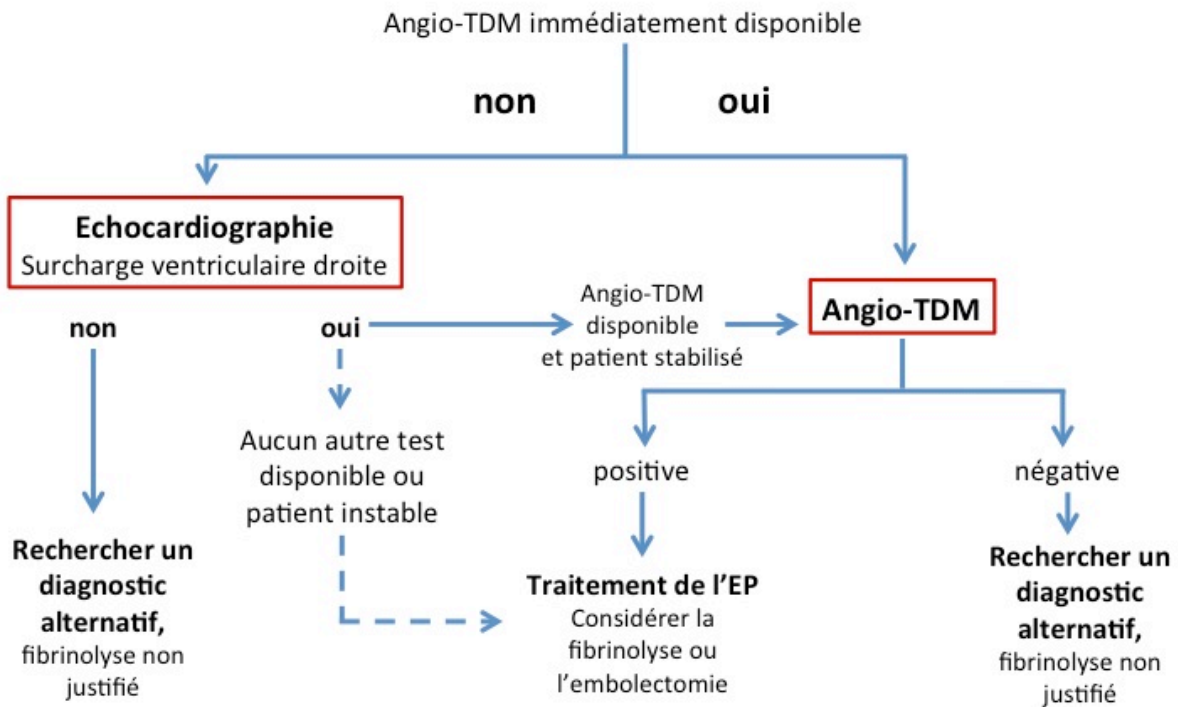 Angio-TDM immédiatement disponible
non
oui
Echocardiographie
Surcharge ventriculaire droite
non
oui
Angio-TDM
disponible
et patient stabilisé
Angio-TDM
Aucun autre test
disponible ou
patient instable
positive
négative
Rechercher un
diagnostic
alternatif,
fibrinolyse non
justifié
Traitement de l'EP
Considérer la
fibrinolyse ou
l'embolectomie
Rechercher un
diagnostic
alternatif,
fibrinolyse non
justifié